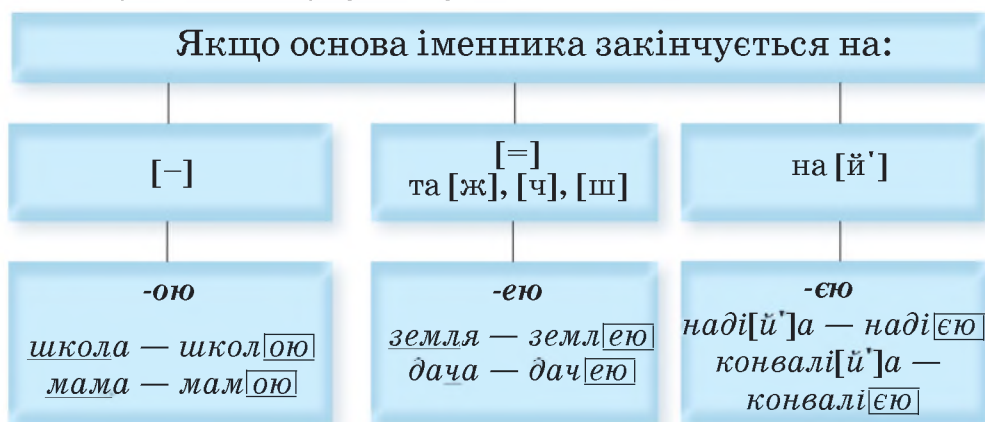 Якщо основа іменника закінчується на:
[–]
[=]
та [ж], [ч], [ш]
на [й']
-ою
школа — школою
мама — мамою
-ею
земля — землею
дача — дачею
-єю
наді[й']а — надією
конвалі[й']а —
конвалією